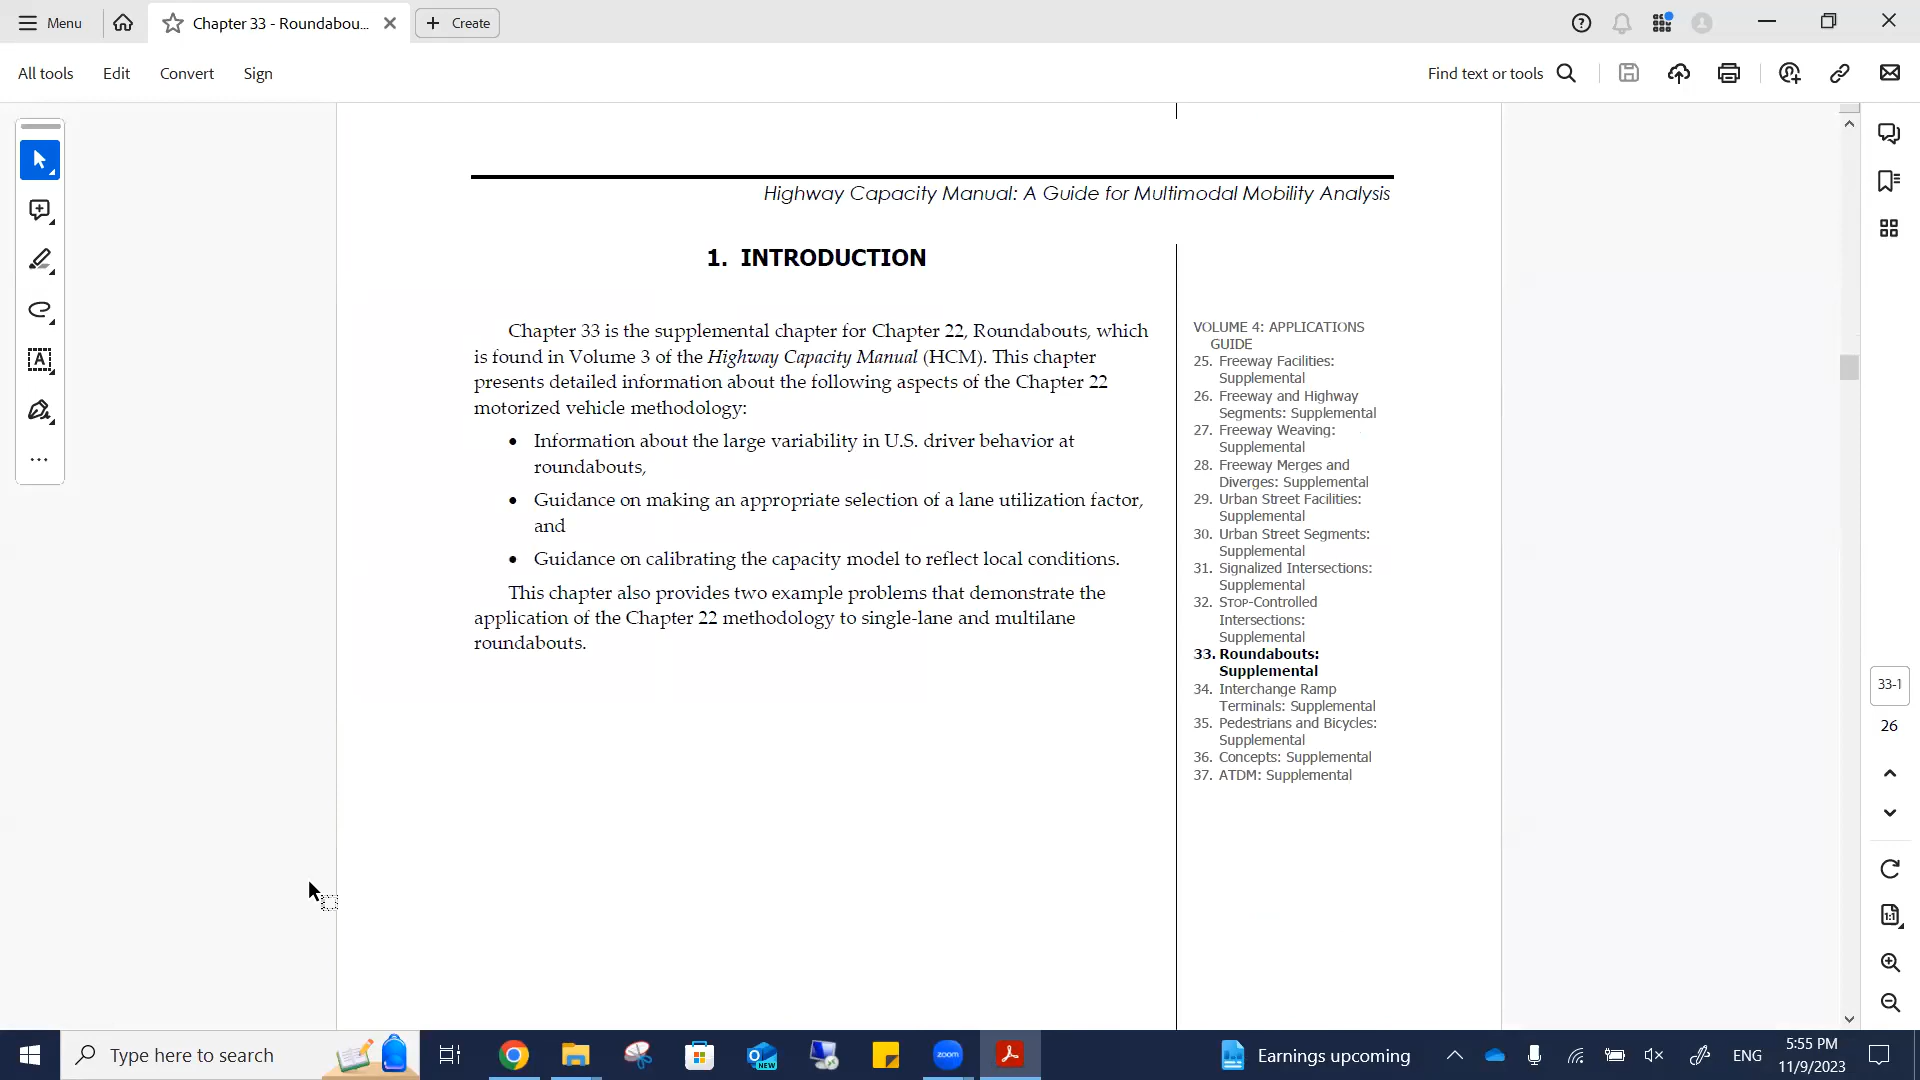 Menu
Chapter 33 - Roundabou...
Create
All tools
Edit
Convert
Sign
Find text or tools
Highway Capacity Manual: A Guide for Multimodal Mobility Analysis
1. INTRODUCTION
Chapter 33 is the supplemental chapter for Chapter 22, Roundabouts, which
is found in Volume 3 of the Highway Capacity Manual (HCM). This chapter
presents detailed information about the following aspects of the Chapter 22
motorized vehicle methodology:
• Information about the large variability in U.S. driver behavior at
roundabouts,
• Guidance on making an appropriate selection of a lane utilization factor,
and
• Guidance on calibrating the capacity model to reflect local conditions.
This chapter also provides two example problems that demonstrate the
application of the Chapter 22 methodology to single-lane and multilane
roundabouts.
VOLUME 4: APPLICATIONS
GUIDE
25. Freeway Facilities:
Supplemental
26. Freeway and Highway
Segments: Supplemental
27. Freeway Weaving:
Supplemental
28. Freeway Merges and
Diverges: Supplemental
29. Urban Street Facilities:
Supplemental
30. Urban Street Segments:
Supplemental
31. Signalized Intersections:
Supplemental
32. STOP-Controlled
Intersections:
Supplemental
33. Roundabouts:
Supplemental
34. Interchange Ramp
Terminals: Supplemental
35. Pedestrians and Bicycles:
Supplemental
36. Concepts: Supplemental
37. ATDM: Supplemental
33-1
26
1:1
Type here to search
NEW
zoom
Earnings upcoming
ENG
5:55 PM
11/9/2023